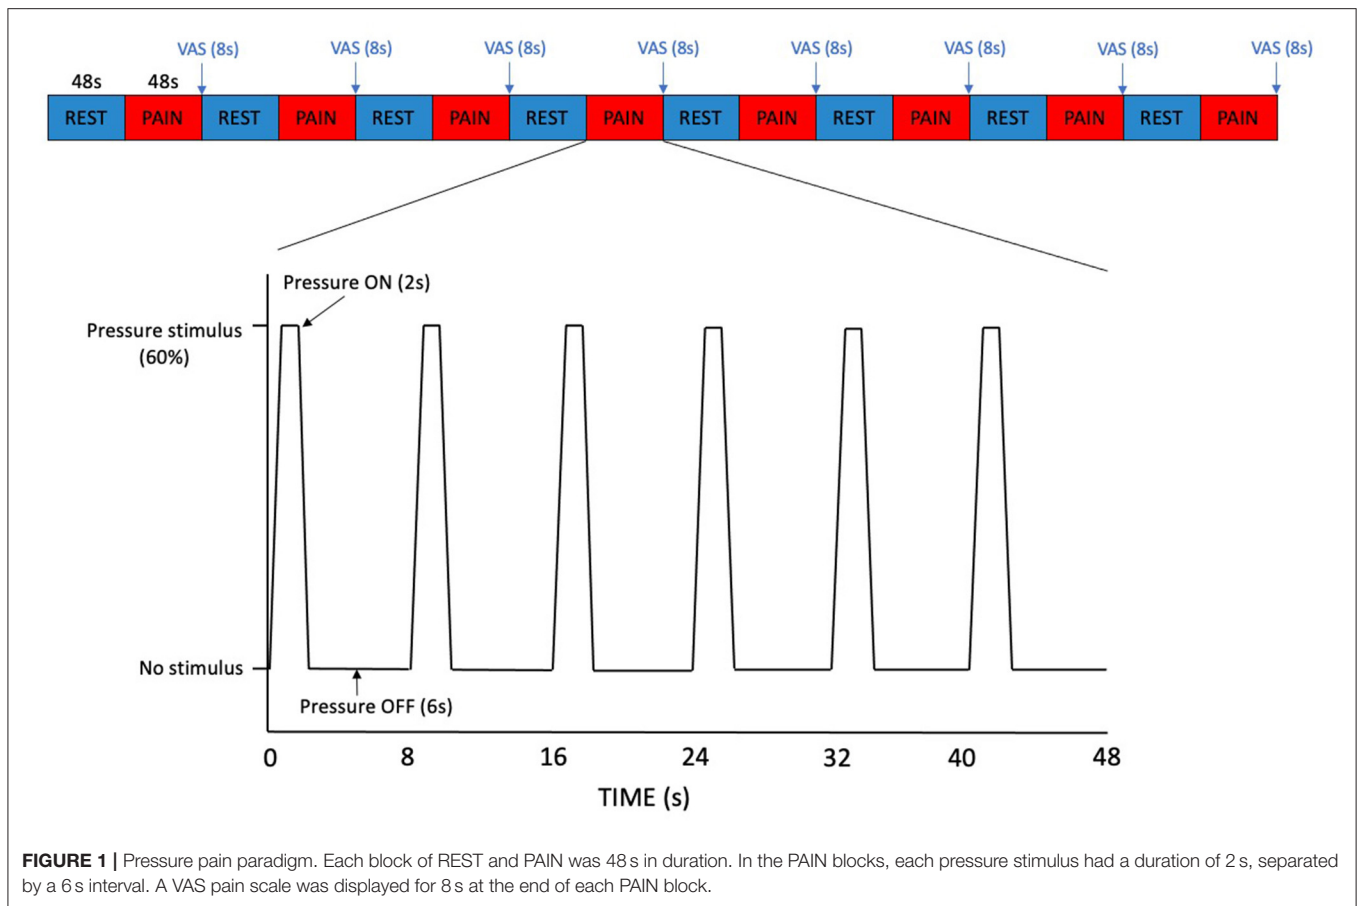 VAS (8s) VAS (8s) VAS (8s) VAS (8s) VAS (8s) VAS (8s) VAS (8s) VAS (8s)
48s 48s
REST PAIN REST PAIN REST PAIN REST PAIN REST PAIN REST PAIN REST PAIN REST PAIN
Pressure ON (2s)
Pressure stimulus
(60%)
No stimulus
Pressure OFF (6s)
0 8 16 24 32 40 48
TIME (s)
FIGURE 1 | Pressure pain paradigm. Each block of REST and PAIN was 48 s in duration. In the PAIN blocks, each pressure stimulus had a duration of 2 s, separated
by a 6 s interval. A VAS pain scale was displayed for 8 s at the end of each PAIN block.